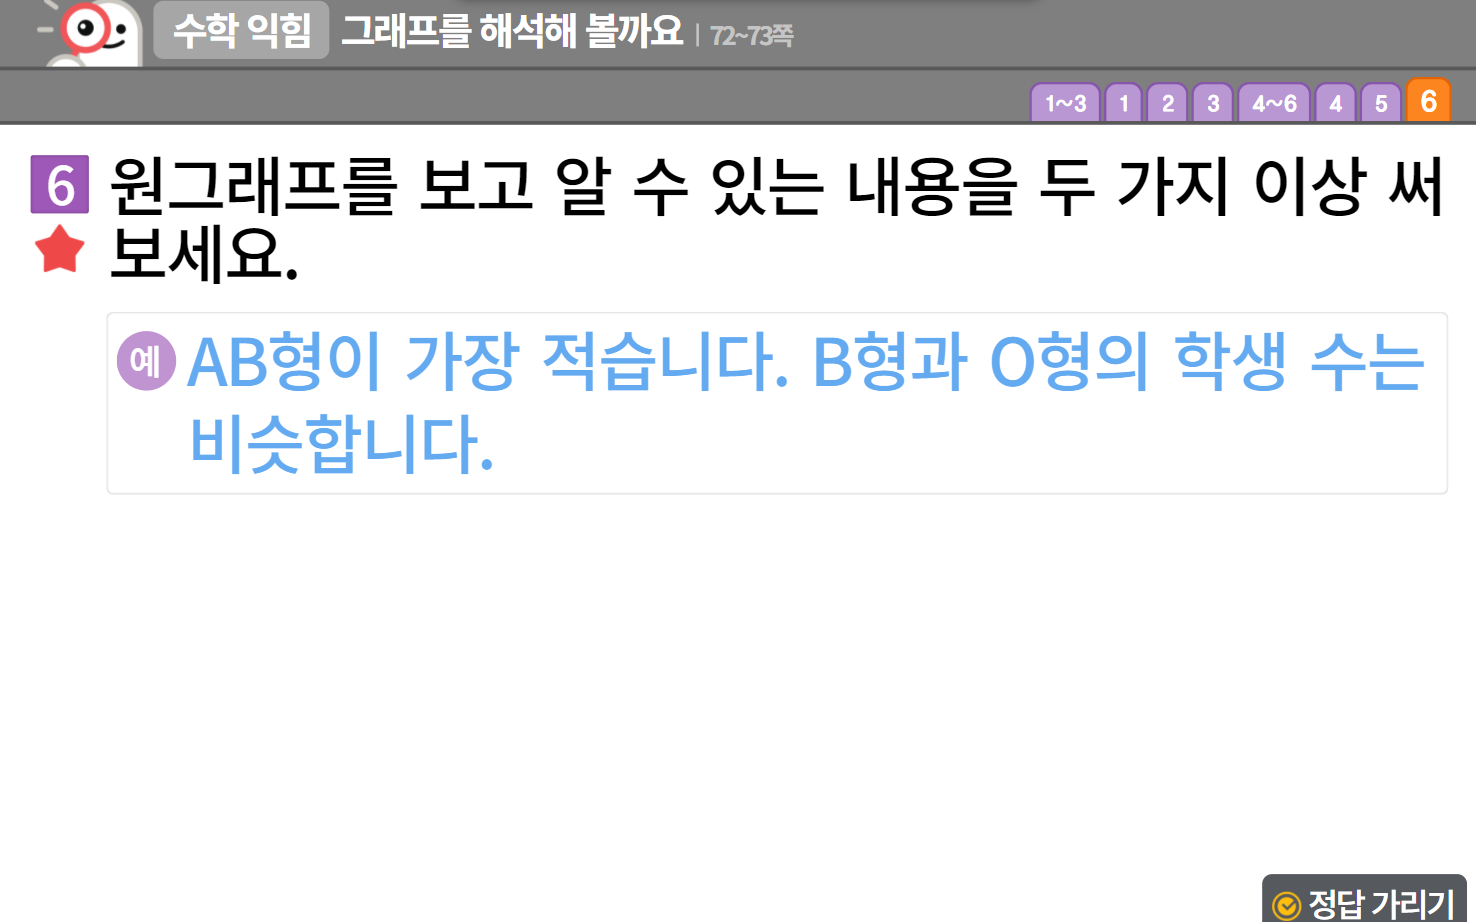 수학 익힘 그래프를 해석해 볼까요 | 72~73쪽
1~3 1 2 3 4~6 4 5 6
6 원그래프를 보고 알 수 있는 내용을 두 가지 이상 써
보세요.
예 AB형이 가장 적습니다. B형과 O형의 학생 수는
비슷합니다.
정답 가리기